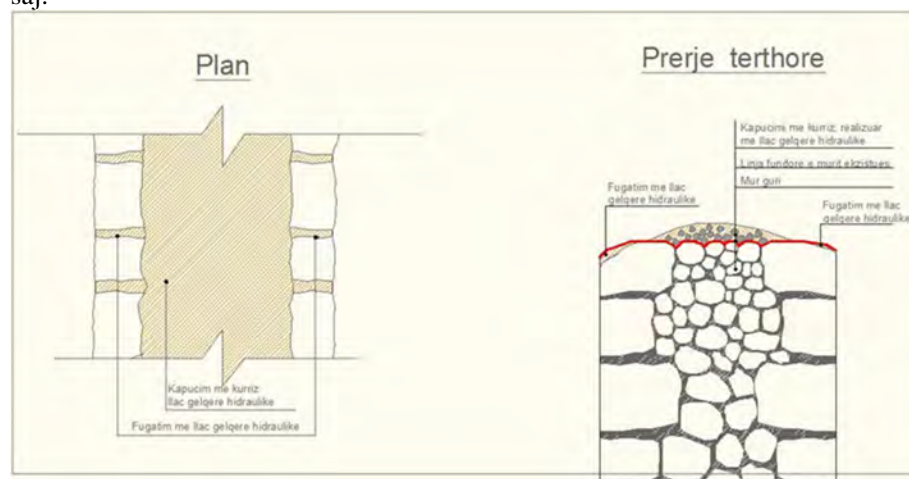 saj.
Plan
Prerje terthore
Kapucimi me kurriz, realizuar
me llac gelqere hidraulike
Linja fundore e murit ekzistues
Mur guri
Fugatim me llac
gelqere hidraulike
Fugatim me llac
gelqere hidraulike
Kapucim me kurriz
llac gelqere hidraulike
Fugatim me llac gelqere hidraulike